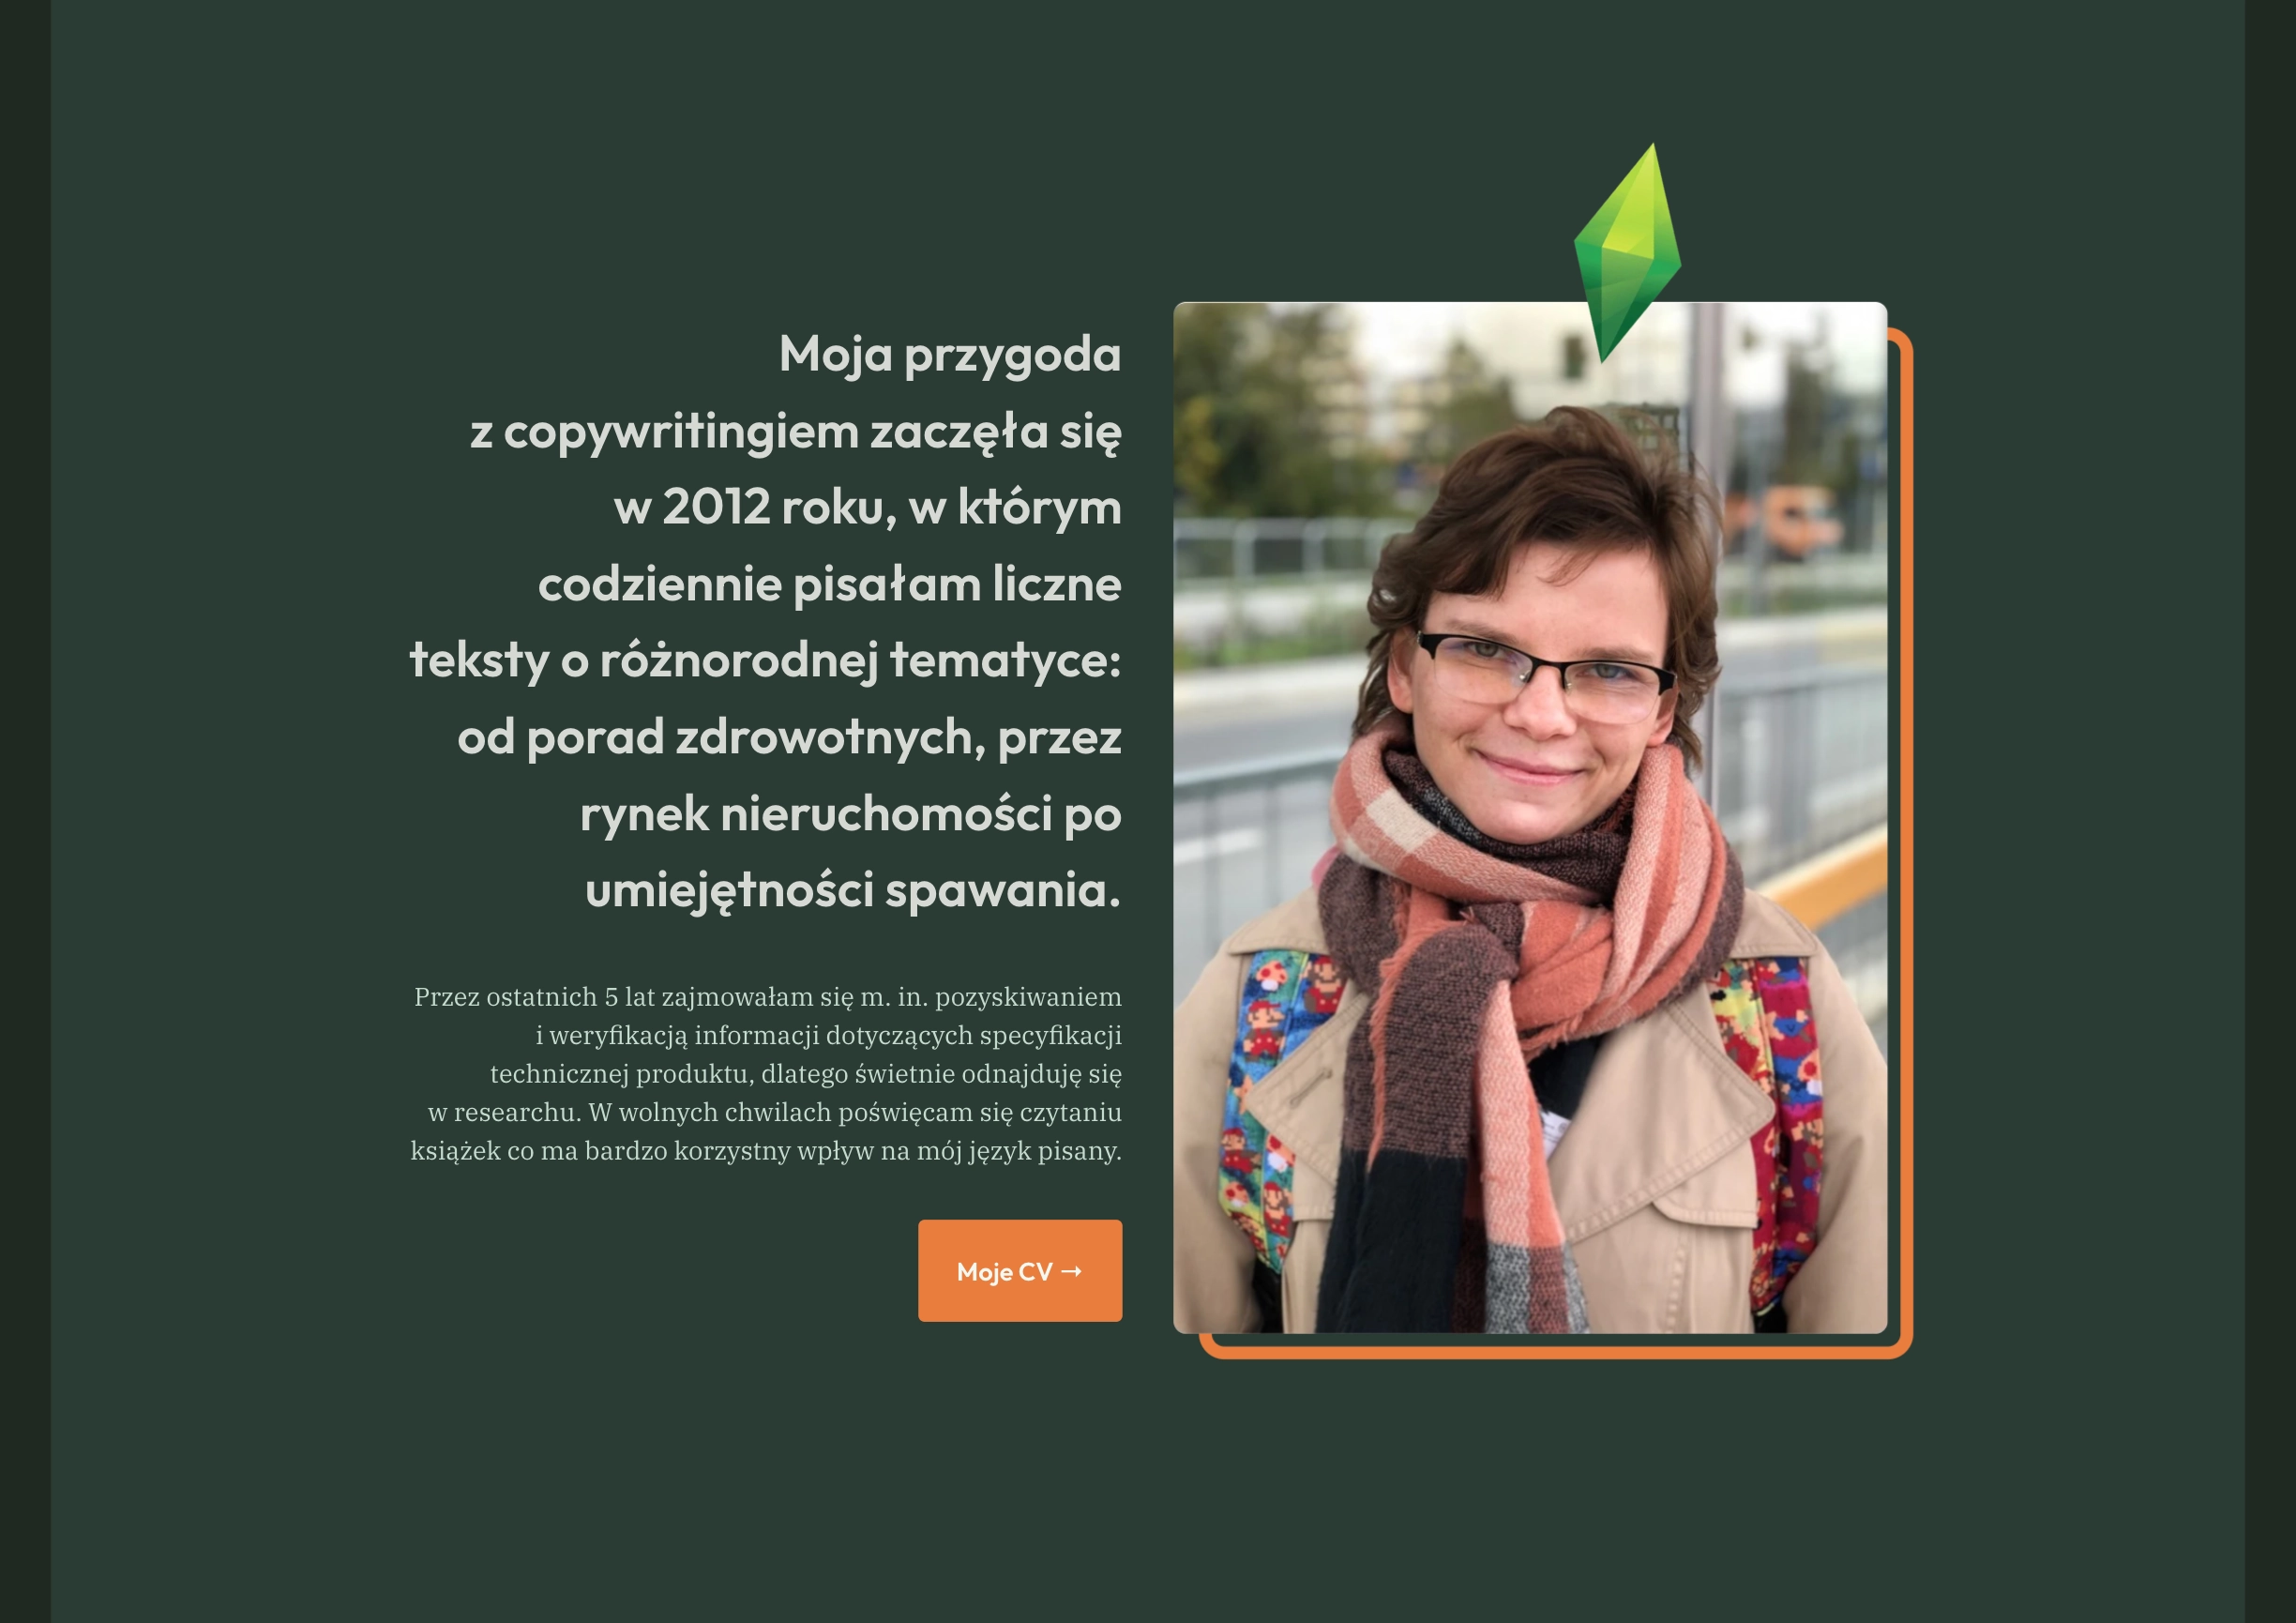 Moja przygoda
z copywritingiem zaczęła się
w 2012 roku, w którym
codziennie pisałam liczne
teksty o różnorodnej tematyce:
od porad zdrowotnych, przez
rynek nieruchomości po
umiejętności spawania.
Przez ostatnich 5 lat zajmowałam się m. in. pozyskiwaniem
i weryfikacją informacji dotyczących specyfikacji
technicznej produktu, dlatego świetnie odnajduję się
w researchu. W wolnych chwilach poświęcam się czytaniu
książek co ma bardzo korzystny wpływ na mój język pisany.
Moje CV →